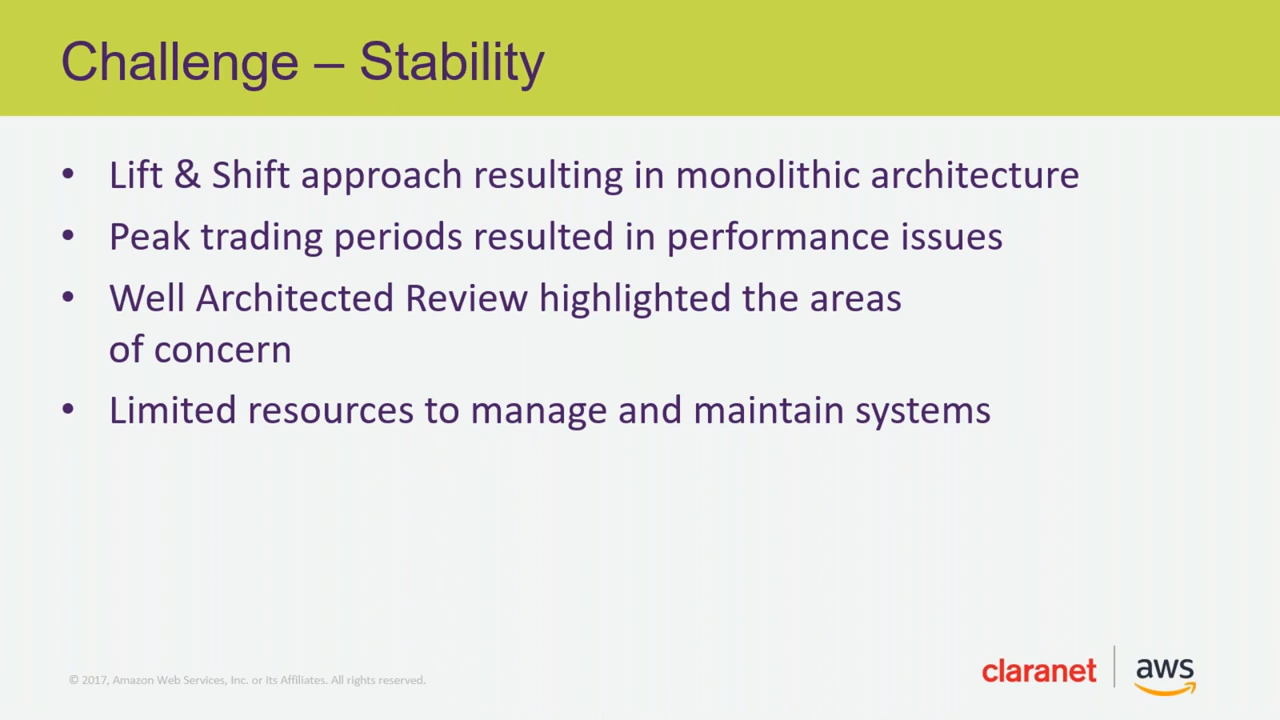 Challenge – Stability
• Lift & Shift approach resulting in monolithic architecture
• Peak trading periods resulted in performance issues
• Well Architected Review highlighted the areas
of concern
• Limited resources to manage and maintain systems
© 2017, Amazon Web Services, Inc. or Its Affiliates. All rights reserved.
claranet | aws